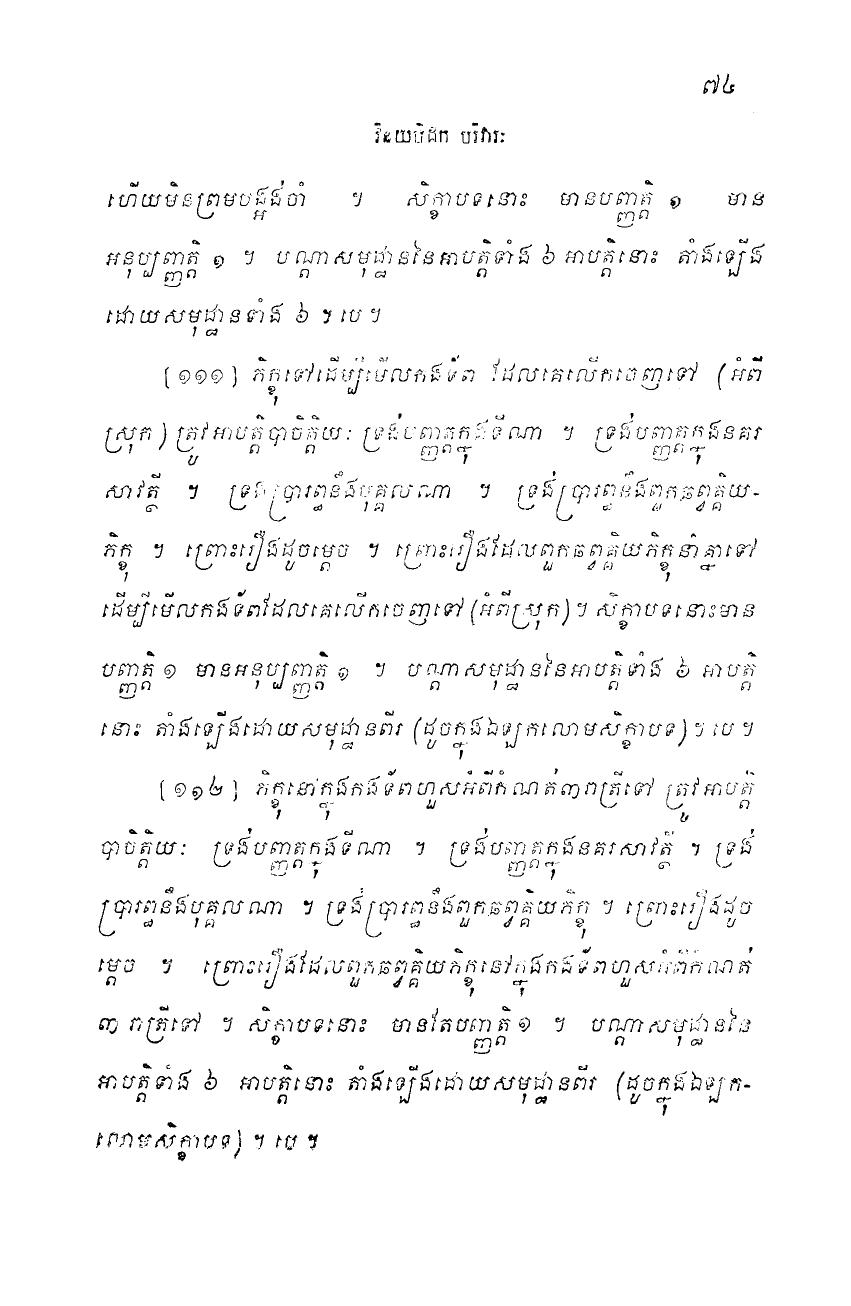 ៧៤
វិនយបិដក បរិវារៈ
ហើយមិនព្រមបង្អង់ចាំ ។ សិក្ខាបទនោះ មានបញ្ញត្តិ ១ មាន
អនុប្បញ្ញត្តិ ១ ។ បណ្ដាសមុដ្ឋាននៃអាបត្តិទាំង ៦ អាបត្តិនោះ តាំងឡើង
ដោយសមុដ្ឋានទាំង ៦ ។ បេ ។
(១១១) ភិក្ខុទៅដើម្បីមើលកងទ័ព ដែលគេលើកចេញទៅ (អំពី
ស្រុក) ត្រូវអាបត្តិបាចិត្តិយៈ ទ្រង់បញ្ញត្តក្នុងទីណា ។ ទ្រង់បញ្ញត្តក្នុងនគរ
សាវត្ថី ។ ទ្រង់ប្រារព្ធនឹងបុគ្គលណា ។ ទ្រង់ប្រារព្ធនឹងពួកឆព្វគ្គិយ-
ភិក្ខុ ។ ព្រោះរឿងដូចម្ដេច ។ ព្រោះរឿងដែលពួកឆព្វគ្គិយភិក្ខុនាំគ្នាទៅ
ដើម្បីមើលកងទ័ពដែលគេលើកចេញទៅ (អំពីស្រុក) ។ សិក្ខាបទនោះមាន
បញ្ញត្តិ ១ មានអនុប្បញ្ញត្តិ ១ ។ បណ្ដាសមុដ្ឋាននៃអាបត្តិទាំង ៦ អាបត្តិ
នោះ តាំងឡើងដោយសមុដ្ឋានពីរ (ដូចក្នុងឯឡកលោមសិក្ខាបទ) ។ បេ ។
(១១២) ភិក្ខុនៅក្នុងកងទ័ពហួសអំពីកំណត់៣រាត្រីទៅ ត្រូវអាបត្តិ
បាចិត្តិយៈ ទ្រង់បញ្ញត្តក្នុងទីណា ។ ទ្រង់បញ្ញត្តក្នុងនគរសាវត្ថី ។ ទ្រង់
ប្រារព្ធនឹងបុគ្គលណា ។ ទ្រង់ប្រារព្ធនឹងពួកឆព្វគ្គិយភិក្ខុ ។ ព្រោះរឿងដូច
ម្ដេច ។ ព្រោះរឿងដែលពួកឆព្វគ្គិយភិក្ខុនៅក្នុងកងទ័ពហួសអំពីកំណត់
៣ រាត្រីទៅ ។ សិក្ខាបទនោះ មានតែបញ្ញត្តិ ១ ។ បណ្ដាសមុដ្ឋាននៃ
អាបត្តិទាំង ៦ អាបត្តិនោះ តាំងឡើងដោយសមុដ្ឋានពីរ (ដូចក្នុងឯឡក-
លោមសិក្ខាបទ) ។ បេ ។